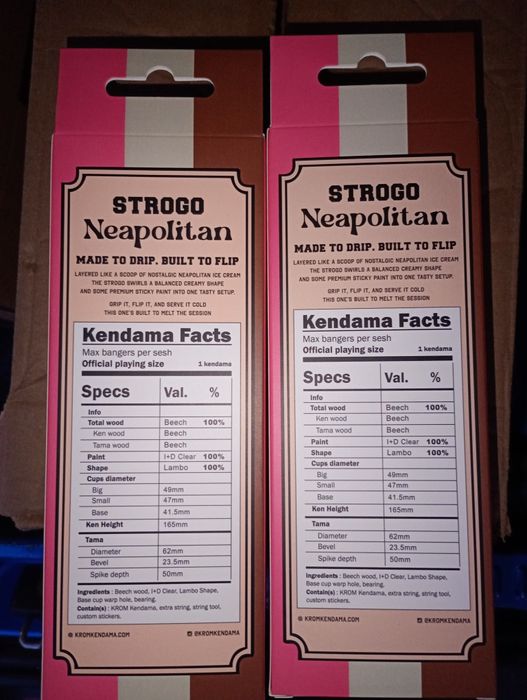 STROGO
Neapolitan
MADE TO DRIP. BUILT TO FLIP
LAYERED LIKE A SCOOP OF NOSTALGIC NEAPOLITAN ICE CREAM
THE STROGO SWIRLS A BALANCED CREAMY SHAPE
AND SOME PREMIUM STICKY PAINT INTO ONE TASTY SETUP.
GRIP IT, FLIP IT, AND SERVE IT COLD
THIS ONE'S BUILT TO MELT THE SESSION
Kendama Facts
Max bangers per sesh
Official playing size 1 kendama
Specs Val. %
Info
Total wood Beech 100%
Ken wood Beech
Tama wood Beech
Paint I+D Clear 100%
Shape Lambo 100%
Cups diameter
Big 49mm
Small 47mm
Base 41.5mm
Ken Height 165mm
Tama
Diameter 62mm
Bevel 23.5mm
Spike depth 50mm
Ingredients : Beech wood, I+D Clear, Lambo Shape,
Base cup warp hole, bearing.
Contain(s) : KROM Kendama, extra string, string tool,
custom stickers.
KROMKENDAMA.COM @KROMKENDAMA
STROGO
Neapolitan
MADE TO DRIP. BUILT TO FLIP
LAYERED LIKE A SCOOP OF NOSTALGIC NEAPOLITAN ICE CREAM
THE STROGO SWIRLS A BALANCED CREAMY SHAPE
AND SOME PREMIUM STICKY PAINT INTO ONE TASTY SETUP.
GRIP IT, FLIP IT, AND SERVE IT COLD
THIS ONE'S BUILT TO MELT THE SESSION
Kendama Facts
Max bangers per sesh
Official playing size 1 kendama
Specs Val. %
Info
Total wood Beech 100%
Ken wood Beech
Tama wood Beech
Paint I+D Clear 100%
Shape Lambo 100%
Cups diameter
Big 49mm
Small 47mm
Base 41.5mm
Ken Height 165mm
Tama
Diameter 62mm
Bevel 23.5mm
Spike depth 50mm
Ingredients : Beech wood, I+D Clear, Lambo Shape,
Base cup warp hole, bearing.
Contain(s) : KROM Kendama, extra string, string tool,
custom stickers.
KROMKENDAMA.COM @KROMKENDAMA